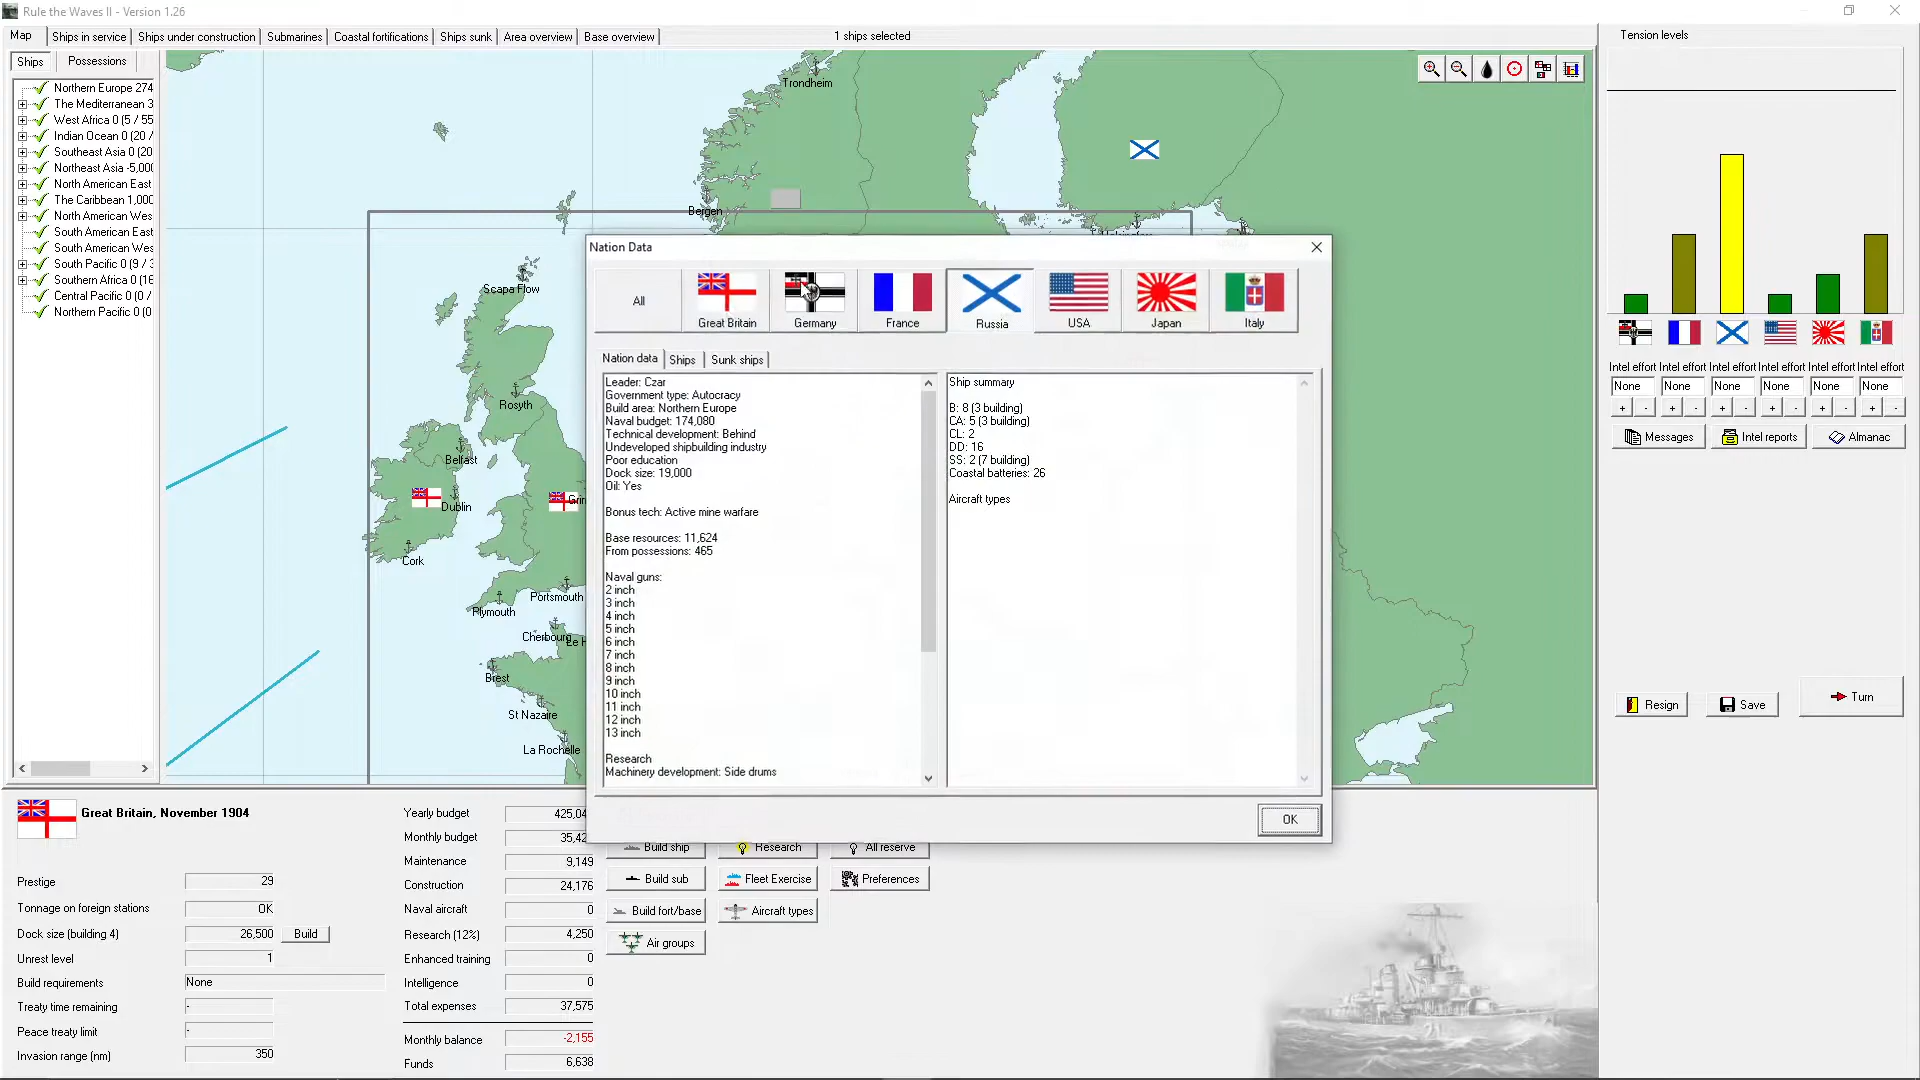 Rule the Waves II - Version 1.26
Map
Ships in service
Ships under construction
Submarines
Coastal fortifications
Ships sunk
Area overview
Base overview
1 ships selected
Tension levels
Ships
Possessions
Northern Europe 274
The Mediterranean 3
West Africa 0 (5 / 55
Indian Ocean 0 (20 /
Southeast Asia 0 (20
Northeast Asia -5,000
North American East
The Caribbean 1,000
North American Wes
South American East
South American Wes
South Pacific 0 (9 / 3
Southern Africa 0 (16
Central Pacific 0 (0 /
Northern Pacific 0 (0
Trondheim
Bergen
Scapa Flow
Rosyth
Belfast
Dublin
Cork
Portsmouth
Plymouth
Cherbourg
Le H
Brest
St Nazaire
La Rochelle
Nation Data
All
Great Britain
Germany
France
Russia
USA
Japan
Italy
Nation data
Ships
Sunk ships
Leader: Czar
Government type: Autocracy
Build area: Northern Europe
Naval budget: 174,080
Technical development: Behind
Undeveloped shipbuilding industry
Poor education
Dock size: 19,000
Oil: Yes
Bonus tech: Active mine warfare
Base resources: 11,624
From possessions: 465
Naval guns:
2 inch
3 inch
4 inch
5 inch
6 inch
7 inch
8 inch
9 inch
10 inch
11 inch
12 inch
13 inch
Research
Machinery development: Side drums
Ship summary
B: 8 (3 building)
CA: 5 (3 building)
CL: 2
DD: 16
SS: 2 (7 building)
Coastal batteries: 26
Aircraft types
OK
Intel effort Intel effort Intel effort Intel effort Intel effort Intel effort
None None None None None None
+ - + - + - + - + - + -
Messages
Intel reports
Almanac
Resign
Save
Turn
Great Britain, November 1904
Prestige 29
Tonnage on foreign stations OK
Dock size (building 4) 26,500 Build
Unrest level 1
Build requirements None
Treaty time remaining -
Peace treaty limit -
Invasion range (nm) 350
Yearly budget 425,04
Monthly budget 35,42
Maintenance 9,149
Construction 24,176
Naval aircraft 0
Research (12%) 4,250
Enhanced training 0
Intelligence 0
Total expenses 37,575
Monthly balance -2,155
Funds 6,638
Build ship
Research
All reserve
Build sub
Fleet Exercise
Preferences
Build fort/base
Aircraft types
Air groups